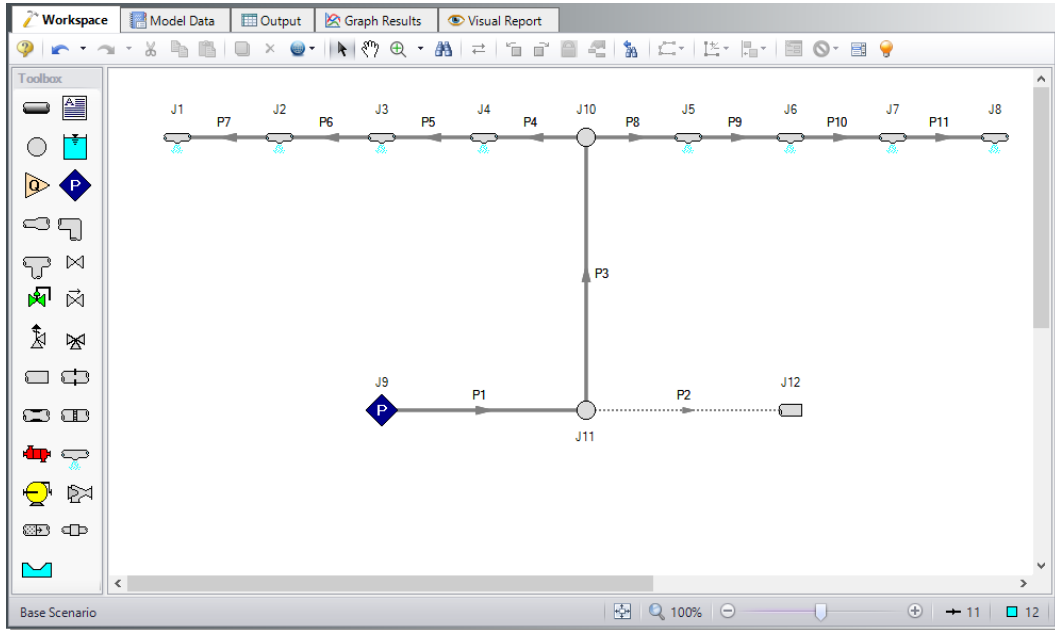 Workspace Model Data Output Graph Results Visual Report
Toolbox
A
J1 J2 J3 J4 J10 J5 J6 J7 J8
P7 P6 P5 P4 P8 P9 P10 P11
Q P
P3
J9 J12
P1 P2
P
J11
Base Scenario 100% 11 12